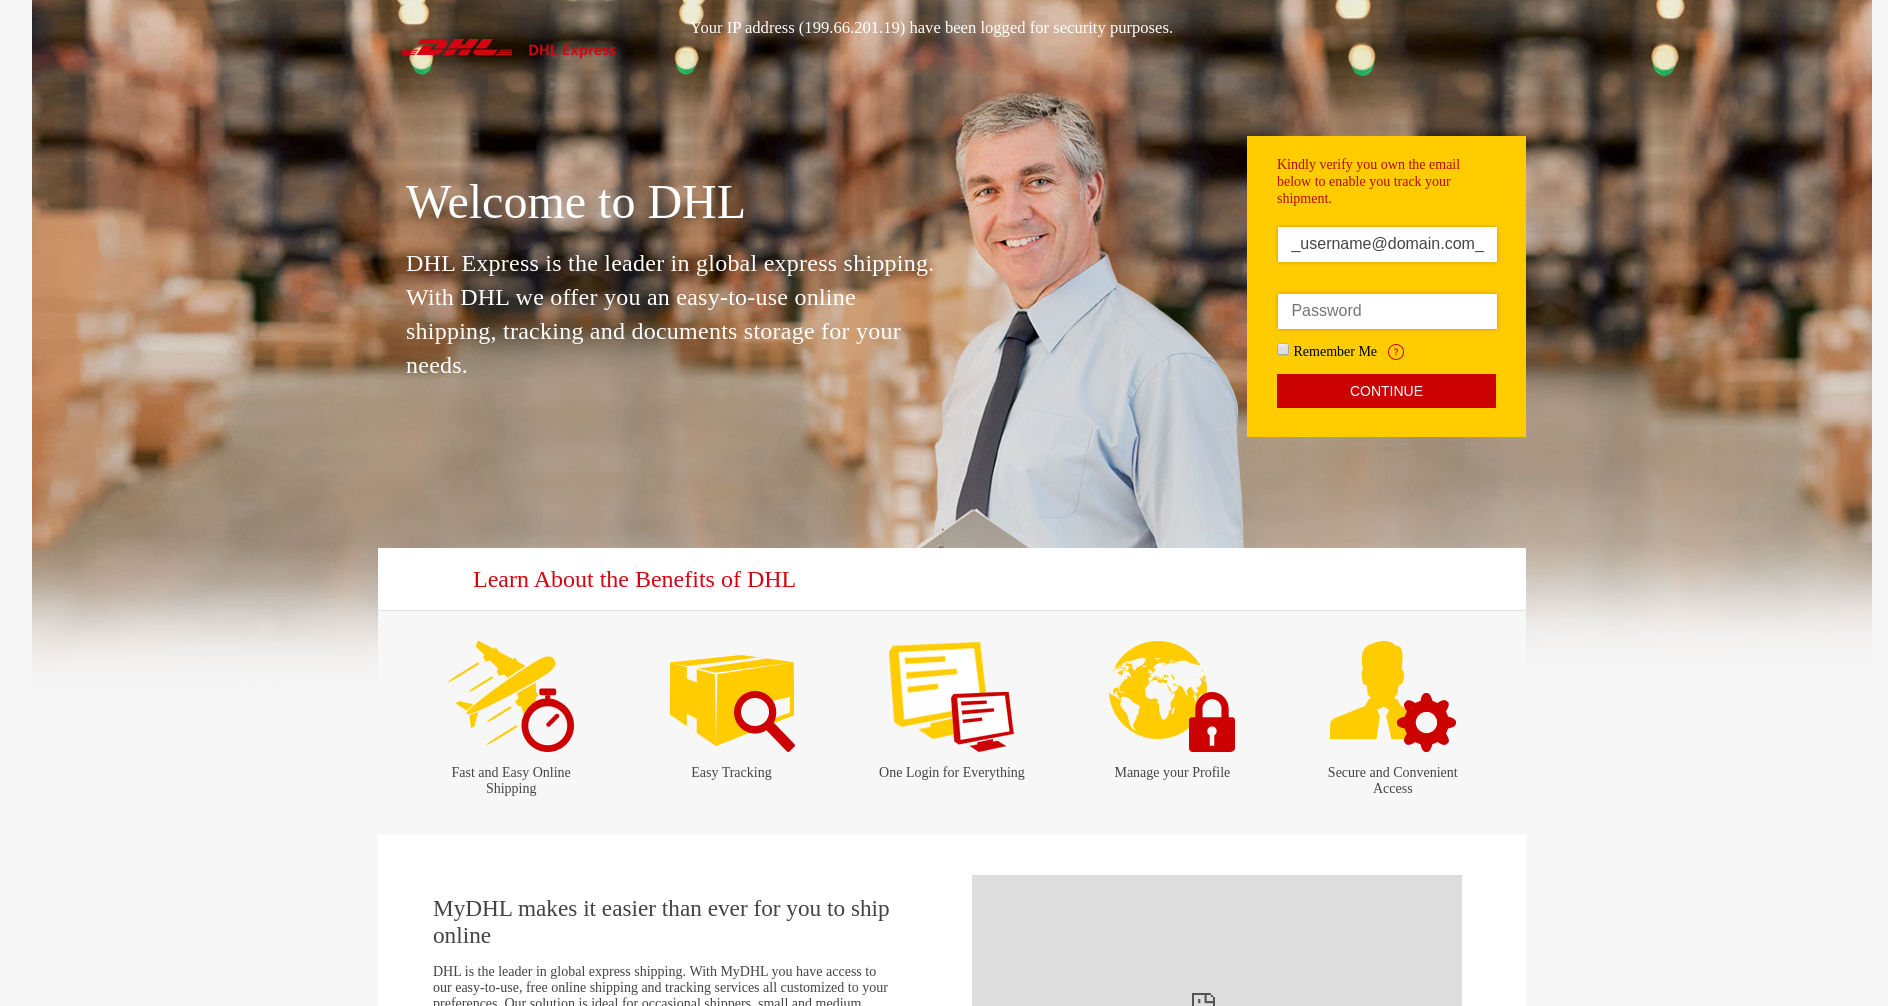 Your IP address (199.66.201.19) have been logged for security purposes.
DHL DHL Express
Kindly verify you own the email
below to enable you track your
shipment.
Welcome to DHL
_username@domain.com_
DHL Express is the leader in global express shipping.
With DHL we offer you an easy-to-use online
shipping, tracking and documents storage for your
needs.
Password
Remember Me ?
CONTINUE
Learn About the Benefits of DHL
Fast and Easy Online
Shipping
Easy Tracking
One Login for Everything
Manage your Profile
Secure and Convenient
Access
MyDHL makes it easier than ever for you to ship
online
DHL is the leader in global express shipping. With MyDHL you have access to
our easy-to-use, free online shipping and tracking services all customized to your
preferences. Our solution is ideal for occasional shippers, small and medium